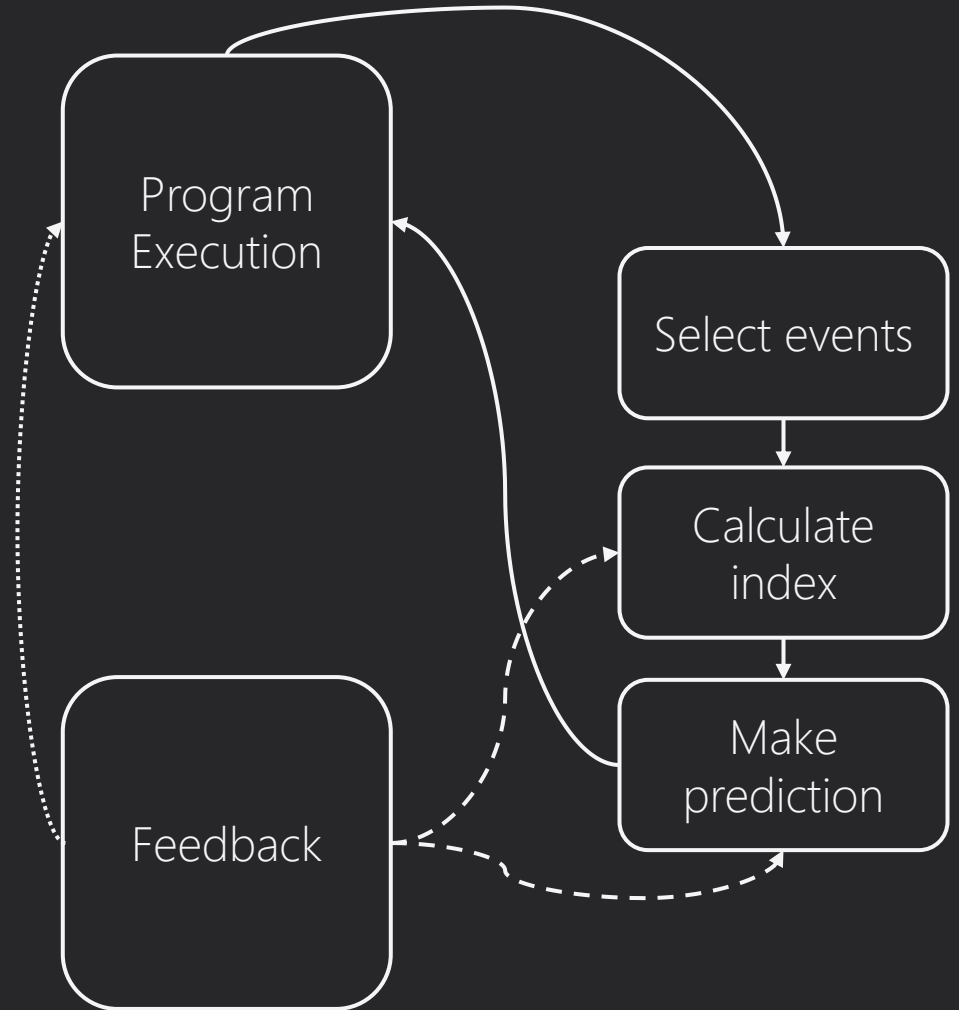 Program
Execution
Select events
Calculate
index
Make
prediction
Feedback